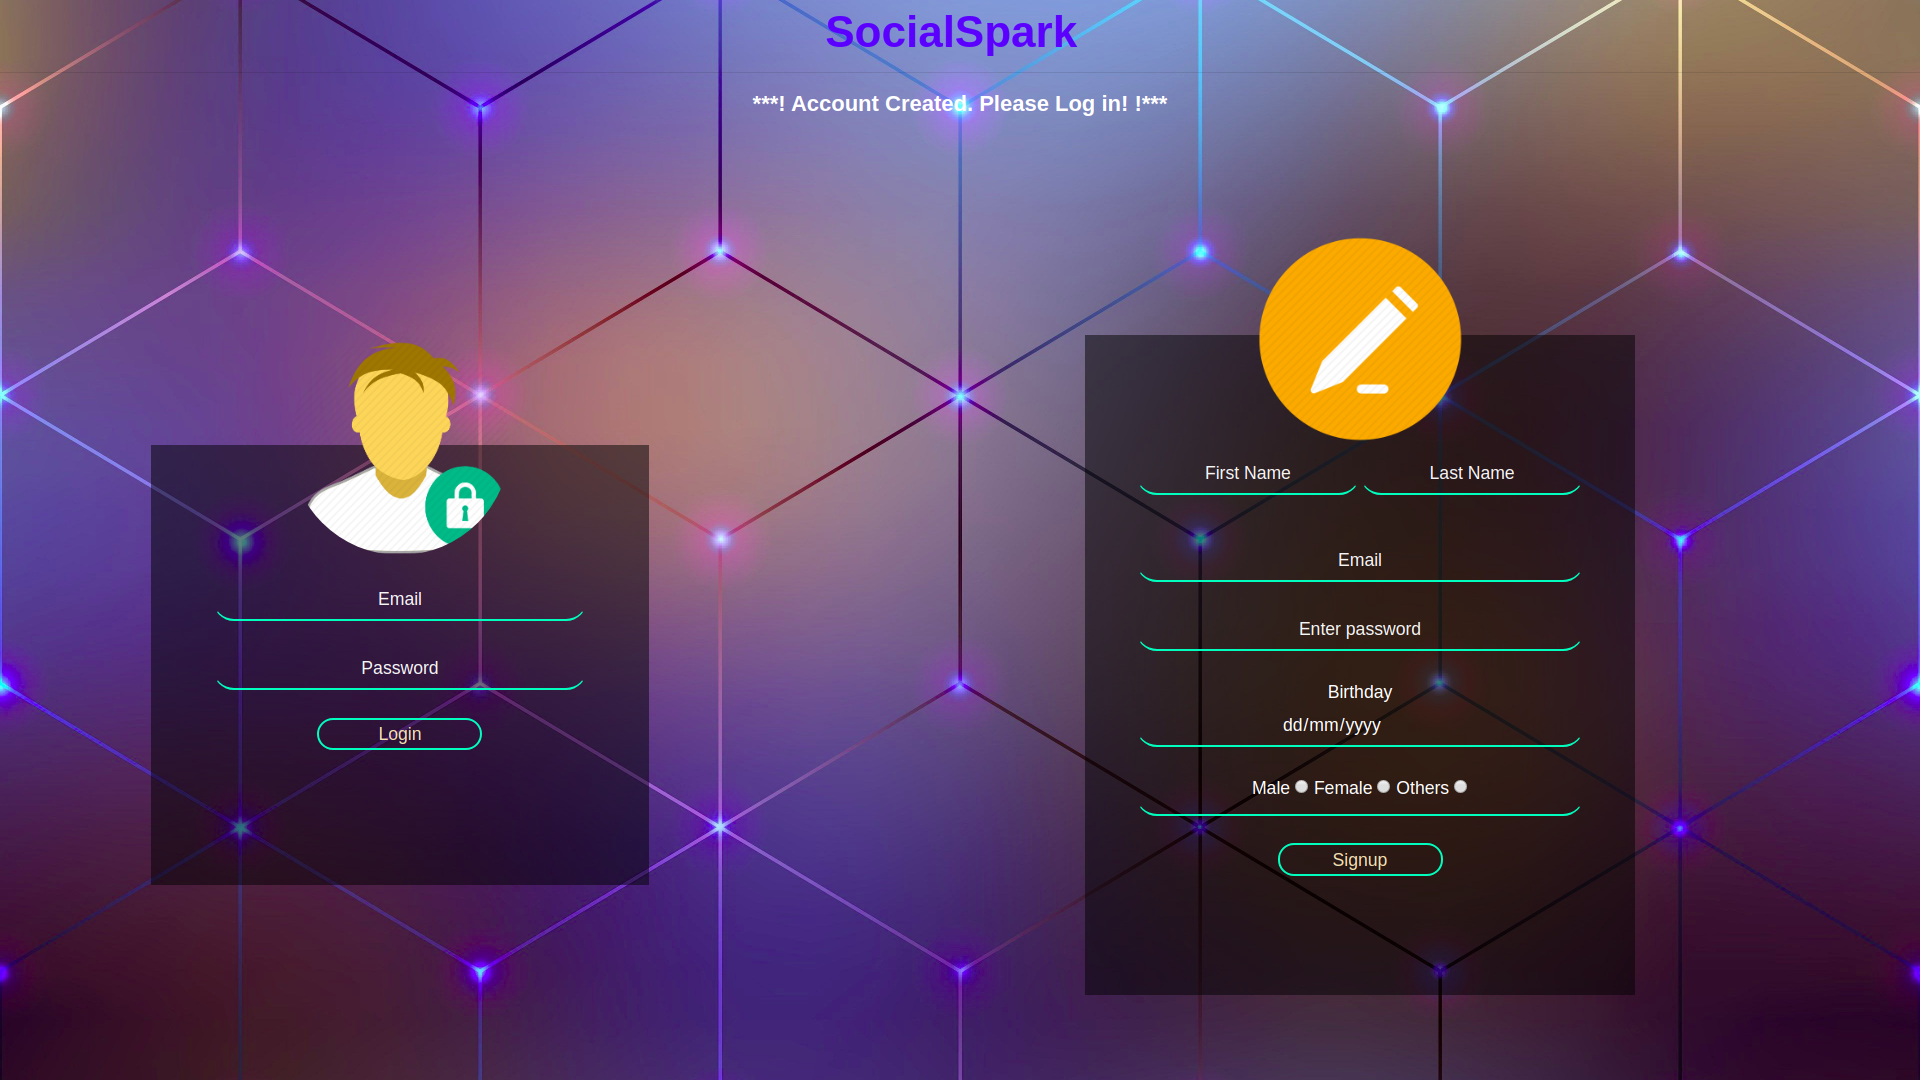 SocialSpark
***! Account Created. Please Log in! !***
Email
Password
Login
First Name Last Name
Email
Enter password
Birthday
dd/mm/yyyy
Male Female Others
Signup